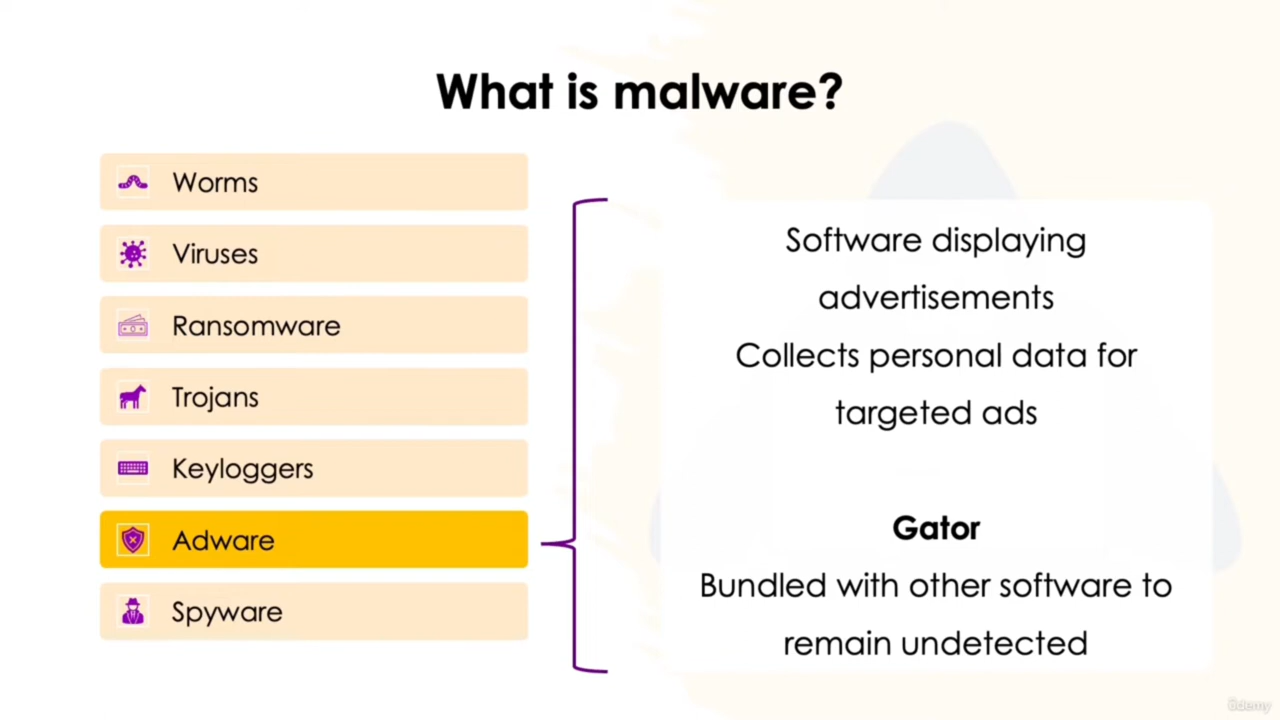 What is malware?
Worms
Viruses
Ransomware
Trojans
Keyloggers
Adware
Spyware
Software displaying
advertisements
Collects personal data for
targeted ads
Gator
Bundled with other software to
remain undetected
ûdemy